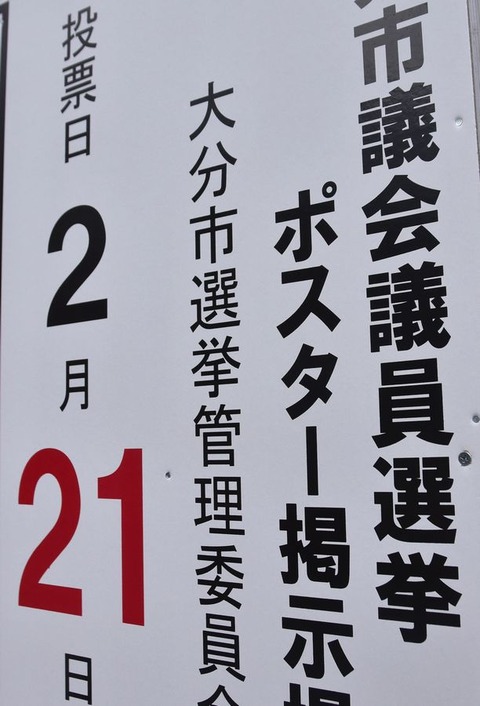 市議会議員選挙
ポスター掲示
大分市選挙管理委員会
投票日2月21日